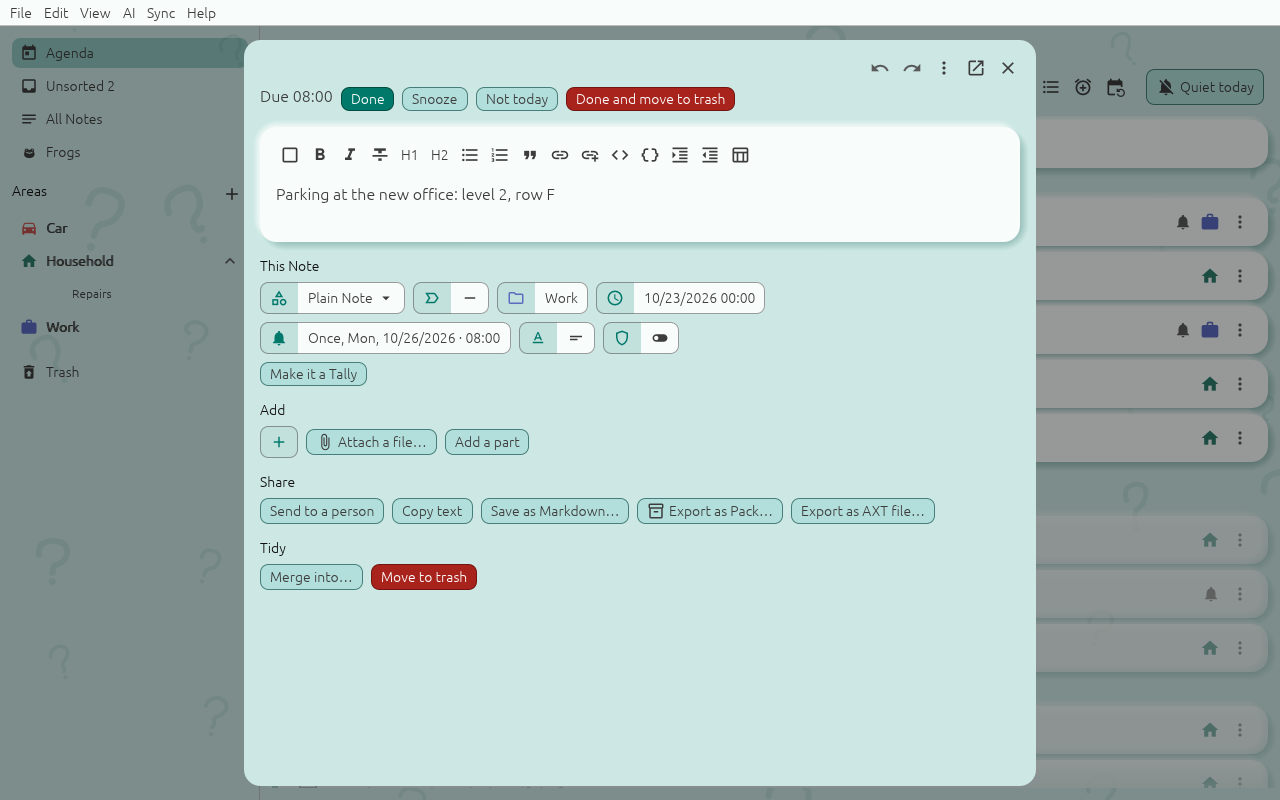 File Edit View AI Sync Help
Agenda
Unsorted 2
All Notes
Frogs
Areas
Car
Household
Repairs
Work
Trash
Quiet today
Due 08:00 Done Snooze Not today Done and move to trash
H1 H2
Parking at the new office: level 2, row F
This Note
Plain Note Work 10/23/2026 00:00
Once, Mon, 10/26/2026 · 08:00
Make it a Tally
Add
Attach a file... Add a part
Share
Send to a person Copy text Save as Markdown... Export as Pack... Export as AXT file...
Tidy
Merge into... Move to trash